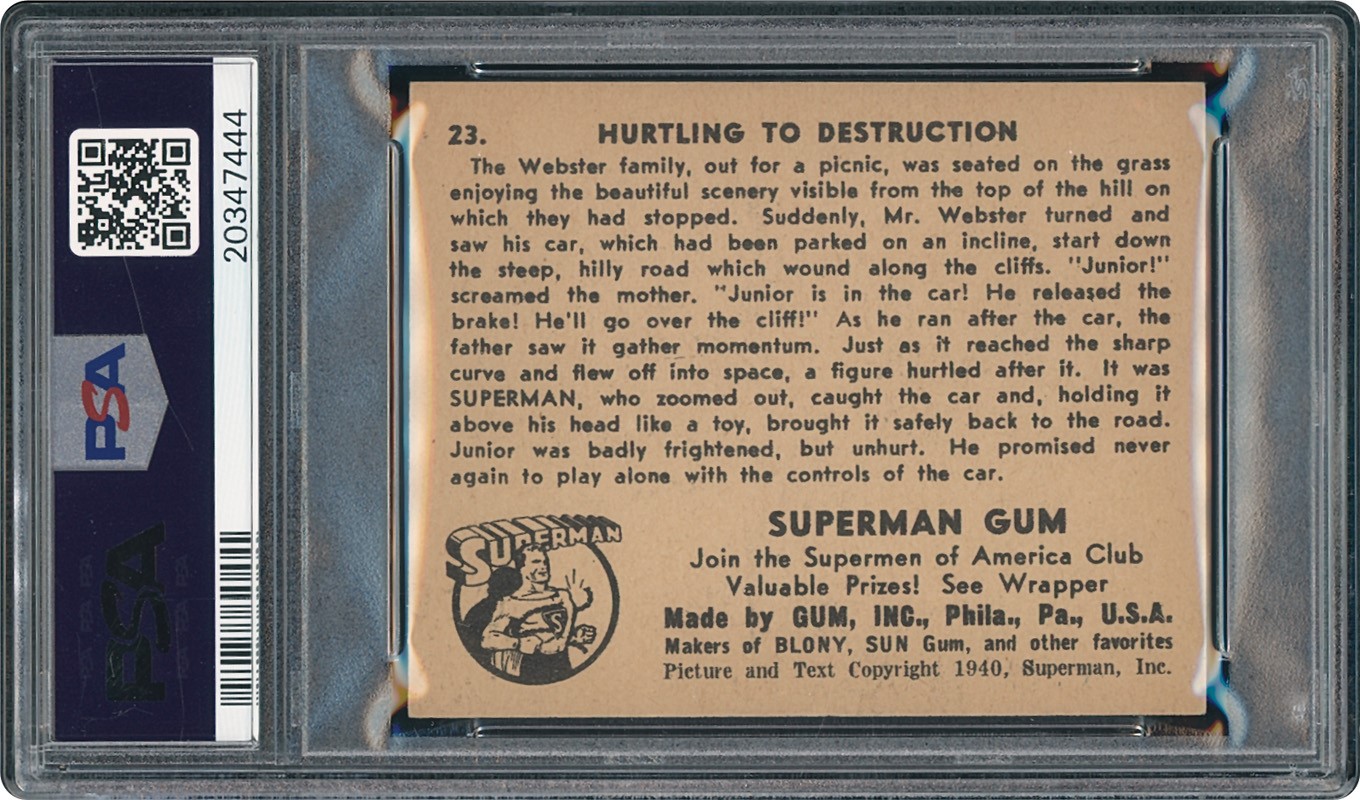 20347444
PSA
PSA
23. HURTLING TO DESTRUCTION
The Webster family, out for a picnic, was seated on the grass
enjoying the beautiful scenery visible from the top of the hill on
which they had stopped. Suddenly, Mr. Webster turned and
saw his car, which had been parked on an incline, start down
the steep, hilly road which wound along the cliffs. "Junior!"
screamed the mother. "Junior is in the car! He released the
brake! He'll go over the cliff!" As he ran after the car, the
father saw it gather momentum. Just as it reached the sharp
curve and flew off into space, a figure hurtled after it. It was
SUPERMAN, who zoomed out, caught the car and, holding it
above his head like a toy, brought it safely back to the road.
Junior was badly frightened, but unhurt. He promised never
again to play alone with the controls of the car.
SUPERMAN
S
SUPERMAN GUM
Join the Supermen of America Club
Valuable Prizes! See Wrapper
Made by GUM, INC., Phila., Pa., U.S.A.
Makers of BLONY, SUN Gum, and other favorites
Picture and Text Copyright 1940, Superman, Inc.